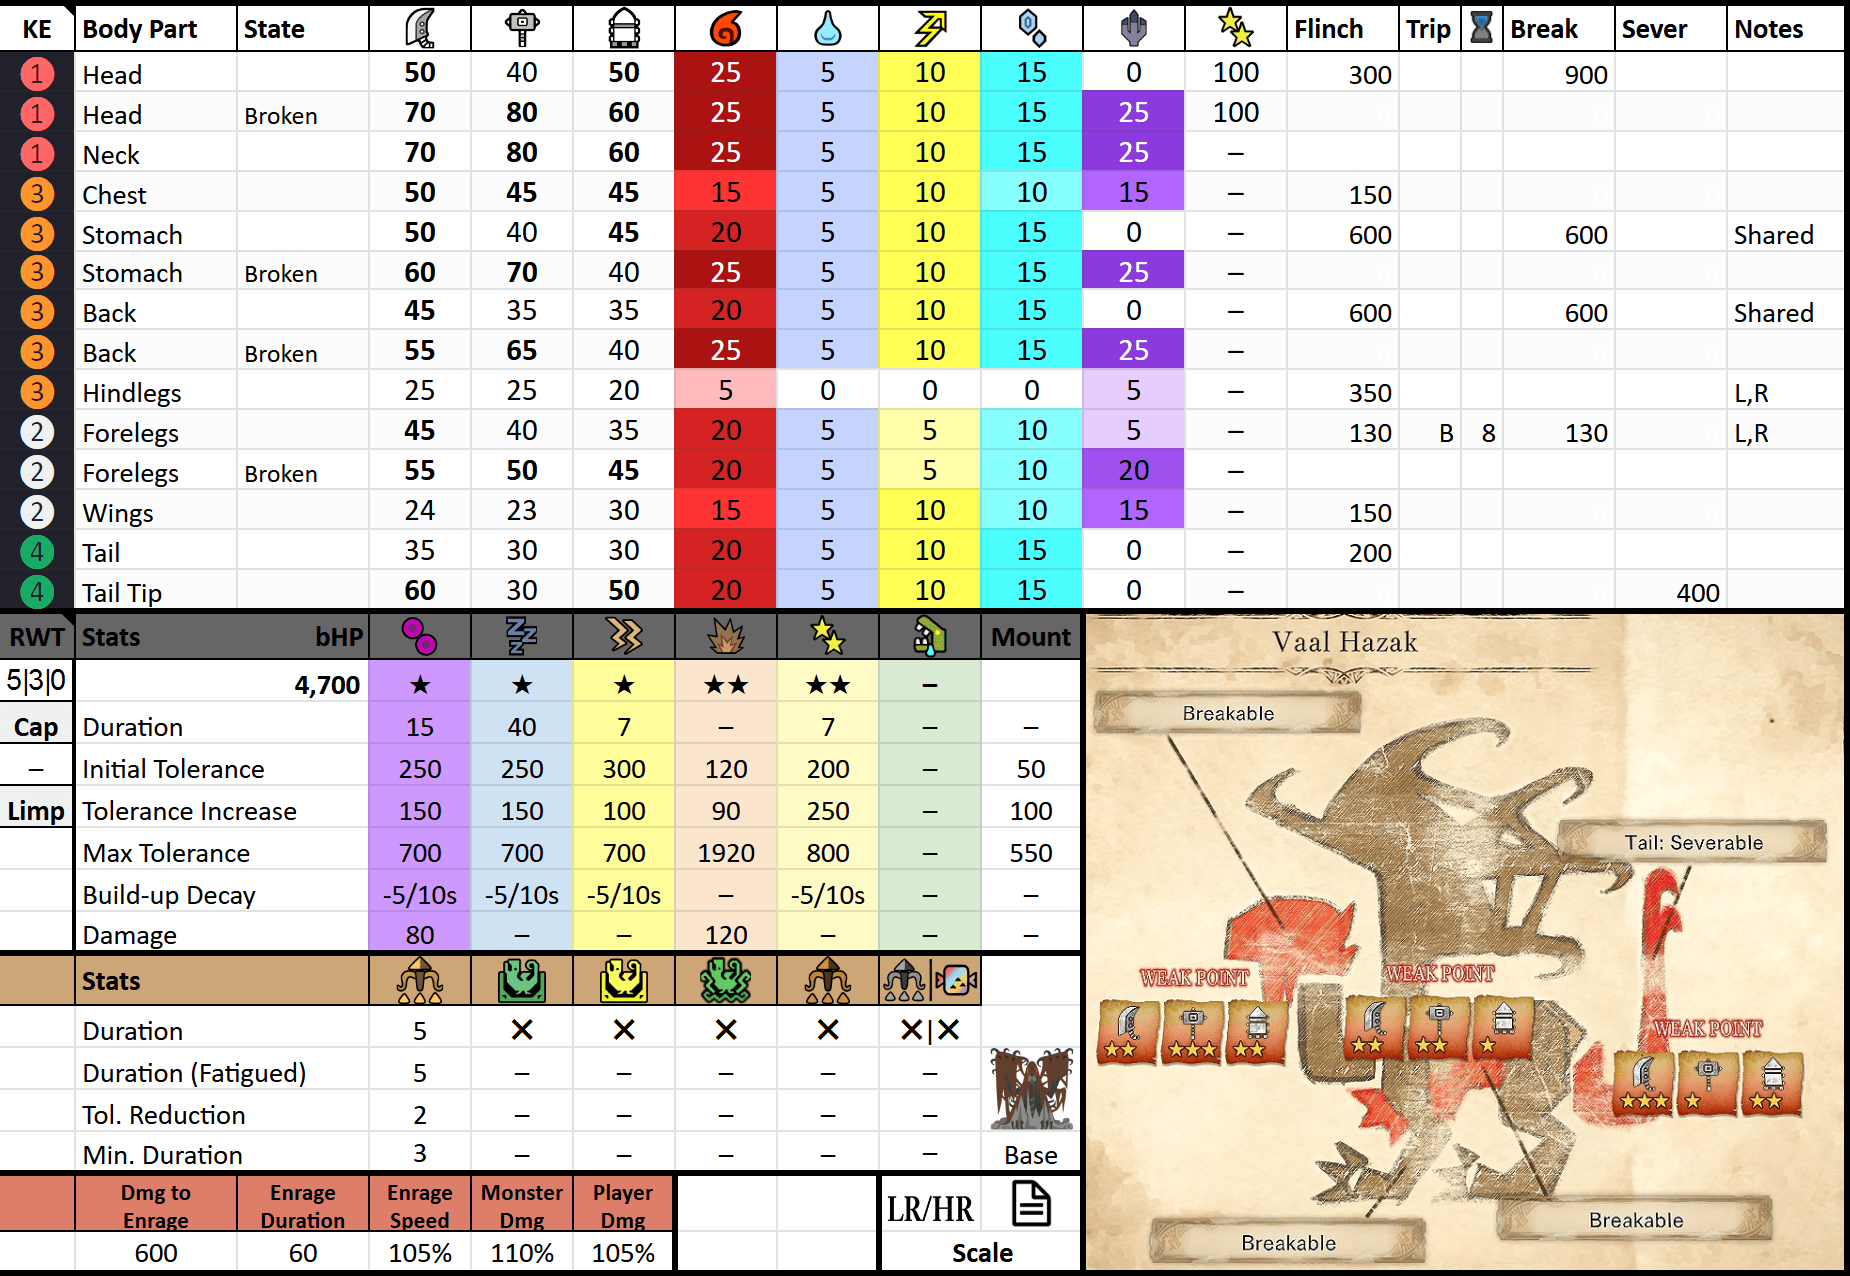 KE Body Part State Flinch Trip Break Sever Notes
1 Head 50 40 50 25 5 10 15 0 100 300 900
1 Head Broken 70 80 60 25 5 10 15 25 100
1 Neck 70 80 60 25 5 10 15 25 –
3 Chest 50 45 45 15 5 10 10 15 – 150
3 Stomach 50 40 45 20 5 10 15 0 – 600 600 Shared
3 Stomach Broken 60 70 40 25 5 10 15 25 –
3 Back 45 35 35 20 5 10 15 0 – 600 600 Shared
3 Back Broken 55 65 40 25 5 10 15 25 –
3 Hindlegs 25 25 20 5 0 0 0 5 – 350 L,R
2 Forelegs 45 40 35 20 5 5 10 5 – 130 B 8 130 L,R
2 Forelegs Broken 55 50 45 20 5 5 10 20 –
2 Wings 24 23 30 15 5 10 10 15 – 150
4 Tail 35 30 30 20 5 10 15 0 – 200
4 Tail Tip 60 30 50 20 5 10 15 0 – 400
RWT Stats bHP Mount
5|3|0 4,700 ★ ★ ★ ★★ ★★ –
Cap Duration 15 40 7 – 7 – –
– Initial Tolerance 250 250 300 120 200 – 50
Limp Tolerance Increase 150 150 100 90 250 – 100
Max Tolerance 700 700 700 1920 800 – 550
Build-up Decay -5/10s -5/10s -5/10s – -5/10s – –
Damage 80 – – 120 – – –
Stats
Duration 5 ✕ ✕ ✕ ✕ ✕|✕
Duration (Fatigued) 5 – – – – –
Tol. Reduction 2 – – – – –
Min. Duration 3 – – – – – Base
Dmg to Enrage Enrage Duration Enrage Speed Monster Dmg Player Dmg LR/HR
600 60 105% 110% 105% Scale
Vaal Hazak
Breakable
Tail: Severable
WEAK POINT
WEAK POINT
WEAK POINT
Breakable
Breakable